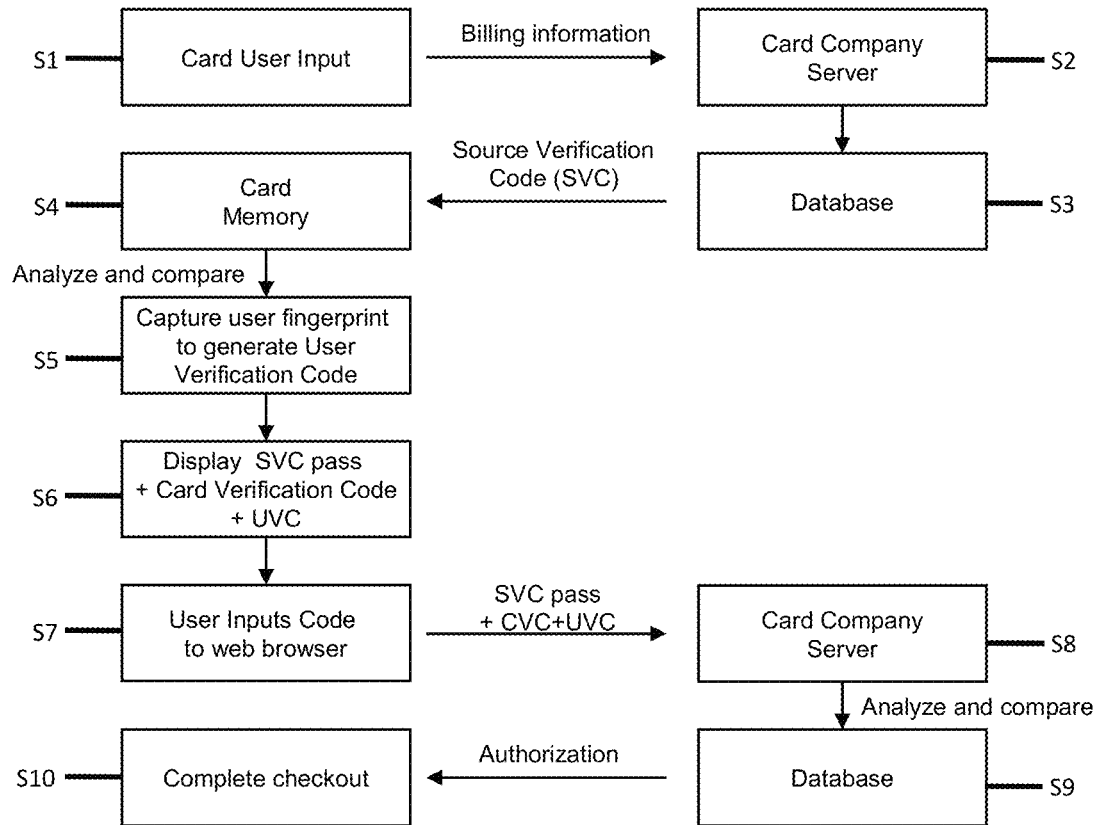 S1
Card User Input
Billing information
Card Company
Server
S2
S4
Card
Memory
Source Verification
Code (SVC)
Database
S3
Analyze and compare
S5
Capture user fingerprint
to generate User
Verification Code
S6
Display SVC pass
+ Card Verification Code
+ UVC
S7
User Inputs Code
to web browser
SVC pass
+ CVC+UVC
Card Company
Server
S8
Analyze and compare
S10
Complete checkout
Authorization
Database
S9